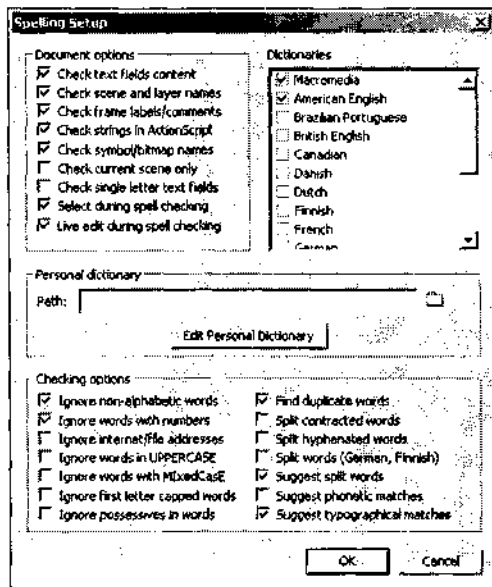 Spelling Setup
Document options
Check text fields content
Check scene and layer names
Check frame labels/comments
Check strings in ActionScript
Check symbol/bitmap names
Check current scene only
Check single letter text fields
Select during spell checking
Live edit during spell checking
Dictionaries
Macromedia
American English
Brazilian Portuguese
British English
Canadian
Danish
Dutch
Finnish
French
German
Personal dictionary
Path:
Edit Personal Dictionary
Checking options
Ignore non-alphabetic words
Ignore words with numbers
Ignore internet/file addresses
Ignore words in UPPERCASE
Ignore words with MIxedCasE
Ignore first letter capped words
Ignore possessives in words
Find duplicate words
Split contracted words
Split hyphenated words
Split words (German, Finnish)
Suggest split words
Suggest phonetic matches
Suggest typographical matches
OK
Cancel